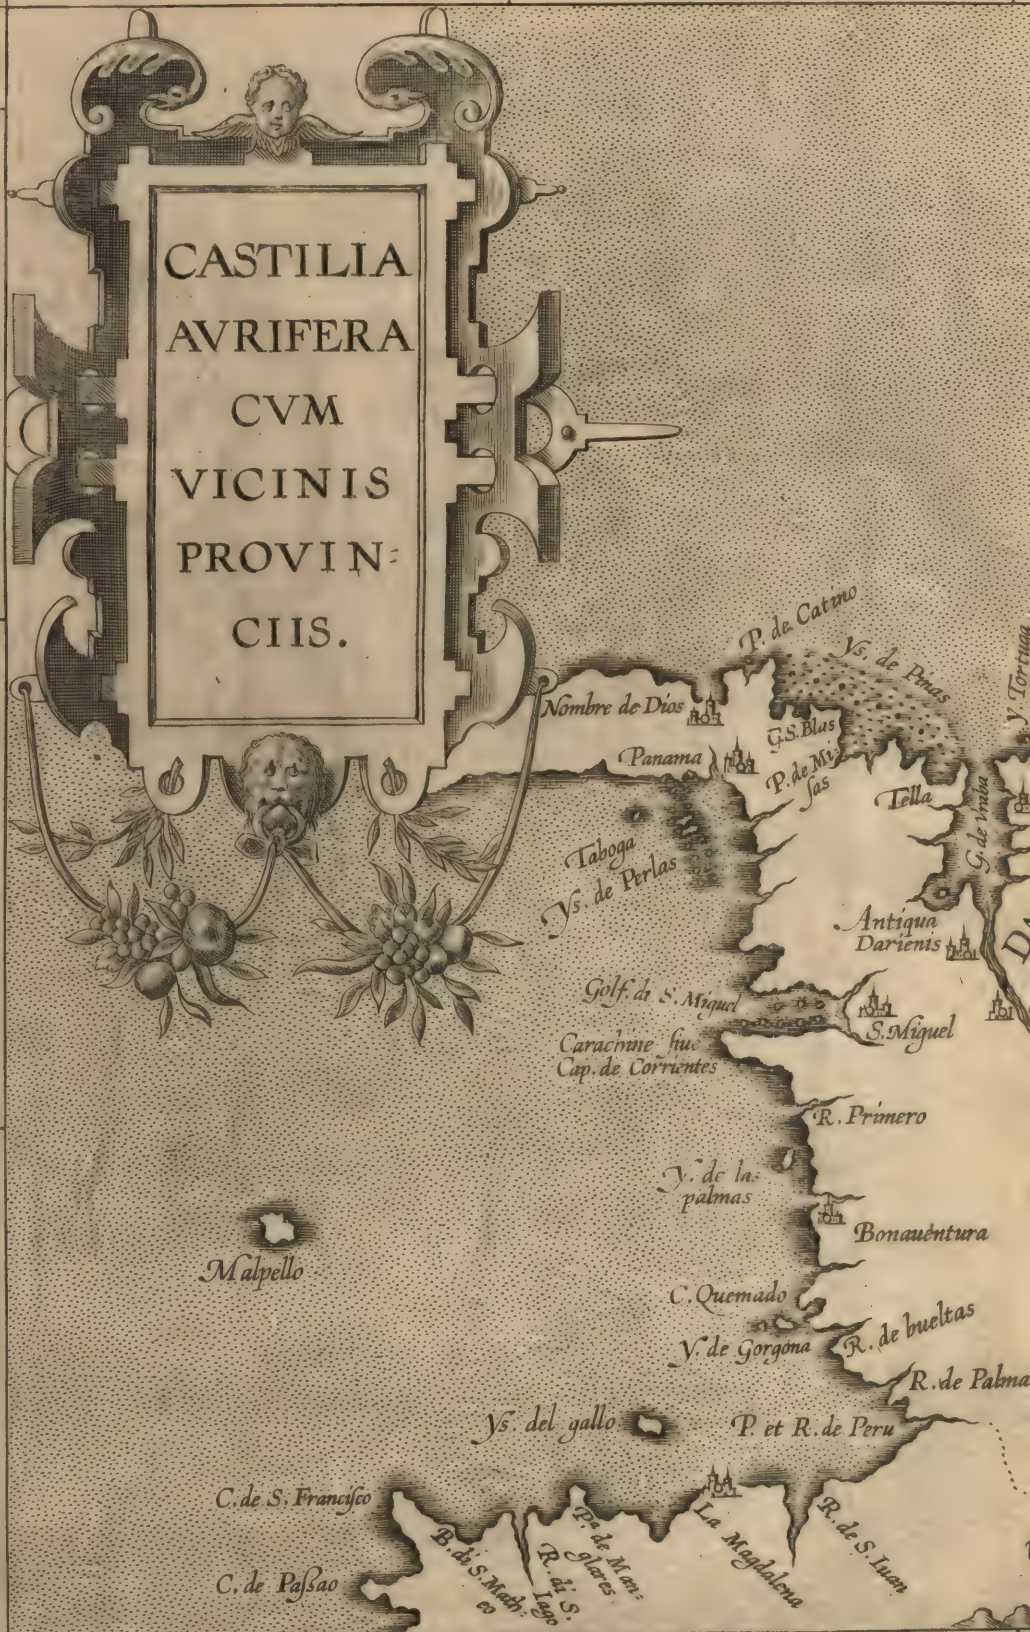 CASTILIA
AVRIFERA
CVM
VICINIS
PROVIN=
CIIS.
P. de Catino
Ys. de Pinas
Y Tortum
Nombre de Dios
G.S. Blas
Panama
P. de Mi
sas
Tella
G. de Vraba
Taboga
Ys. de Perlas
Antiqua
Darienis
Golf. di S. Miguel
S. Miguel
Carachine siue
Cap. de Corrientes
R. Primero
Y. de las
palmas
Bonauentura
Malpello
C. Quemado
Y. de Gorgona
R. de bueltas
R. de Palma
Ys. del gallo
P. et R. de Peru
C. de S. Francisco
B. di S. Math=
eo
R. di S.
Iago
Pᵗᵃ de Man=
glares
La Magdalena
R. de S. Iuan
C. de Passao